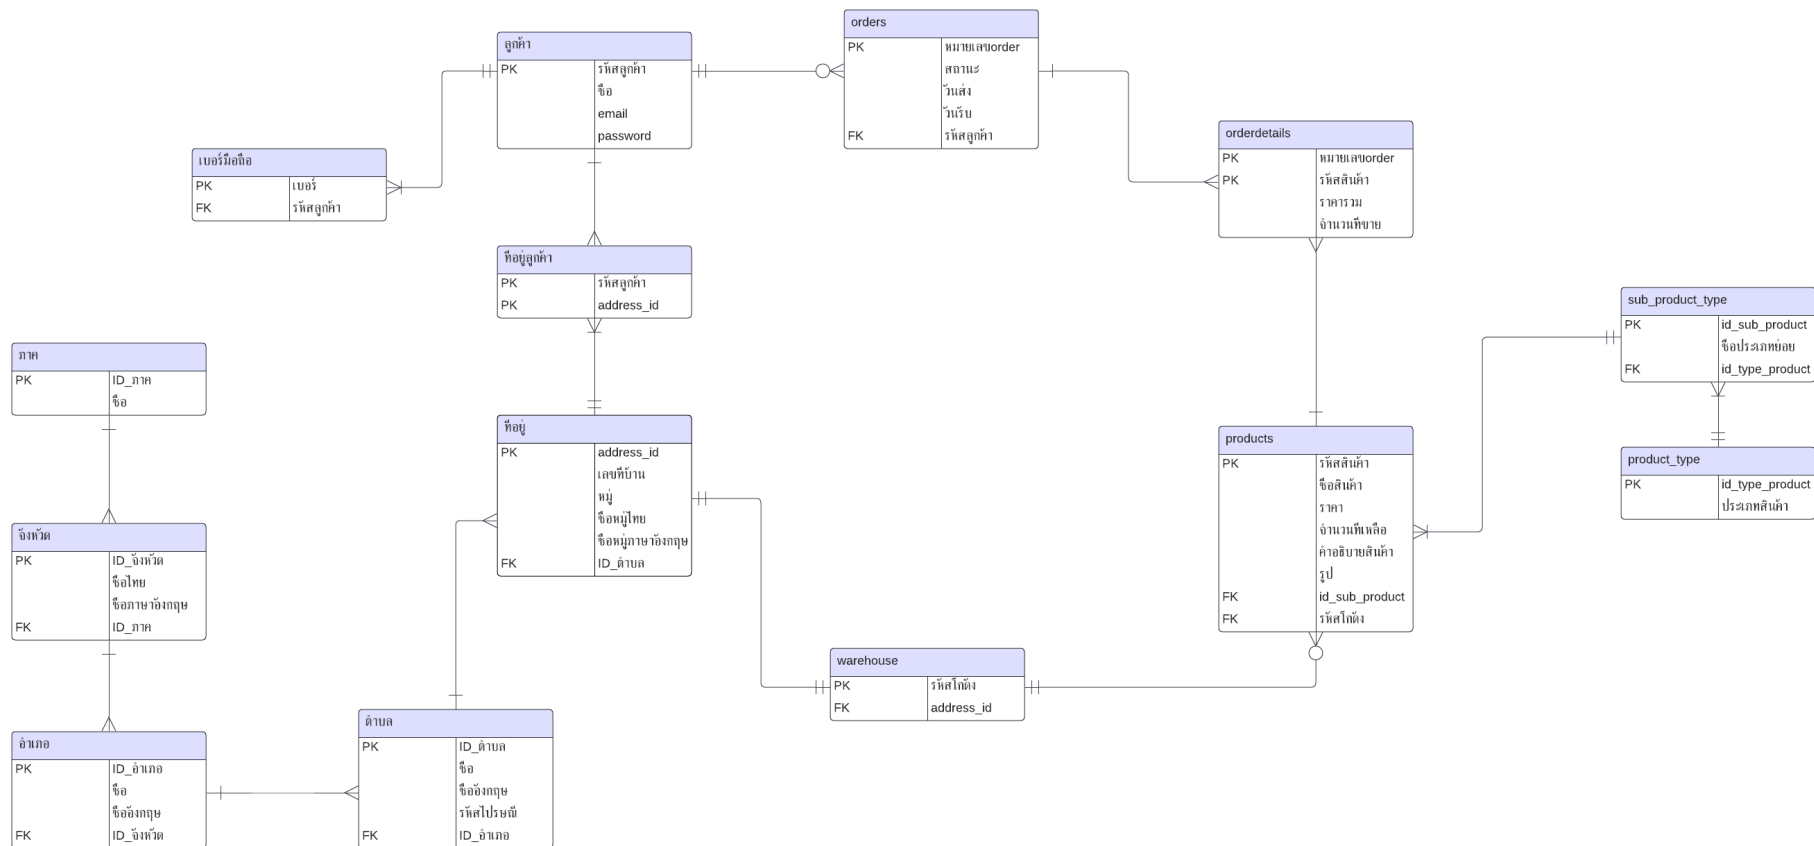 orders
PK หมายเลขorder
สถานะ
วันส่ง
วันรับ
FK รหัสลูกค้า
ลูกค้า
PK รหัสลูกค้า
ชื่อ
email
password
orderdetails
PK หมายเลขorder
PK รหัสสินค้า
ราคารวม
จำนวนที่ขาย
เบอร์มือถือ
PK เบอร์
FK รหัสลูกค้า
ที่อยู่ลูกค้า
PK รหัสลูกค้า
PK address_id
sub_product_type
PK id_sub_product
ชื่อประเภทย่อย
FK id_type_product
ภาค
PK ID_ภาค
ชื่อ
ที่อยู่
PK address_id
เลขที่บ้าน
หมู่
ชื่อหมู่ไทย
ชื่อหมู่ภาษาอังกฤษ
FK ID_ตำบล
products
PK รหัสสินค้า
ชื่อสินค้า
ราคา
จำนวนที่เหลือ
คำอธิบายสินค้า
รูป
FK id_sub_product
FK รหัสโกดัง
product_type
PK id_type_product
ประเภทสินค้า
จังหวัด
PK ID_จังหวัด
ชื่อไทย
ชื่อภาษาอังกฤษ
FK ID_ภาค
warehouse
PK รหัสโกดัง
FK address_id
อำเภอ
PK ID_อำเภอ
ชื่อ
ชื่ออังกฤษ
FK ID_จังหวัด
ตำบล
PK ID_ตำบล
ชื่อ
ชื่ออังกฤษ
รหัสไปรษณี
FK ID_อำเภอ